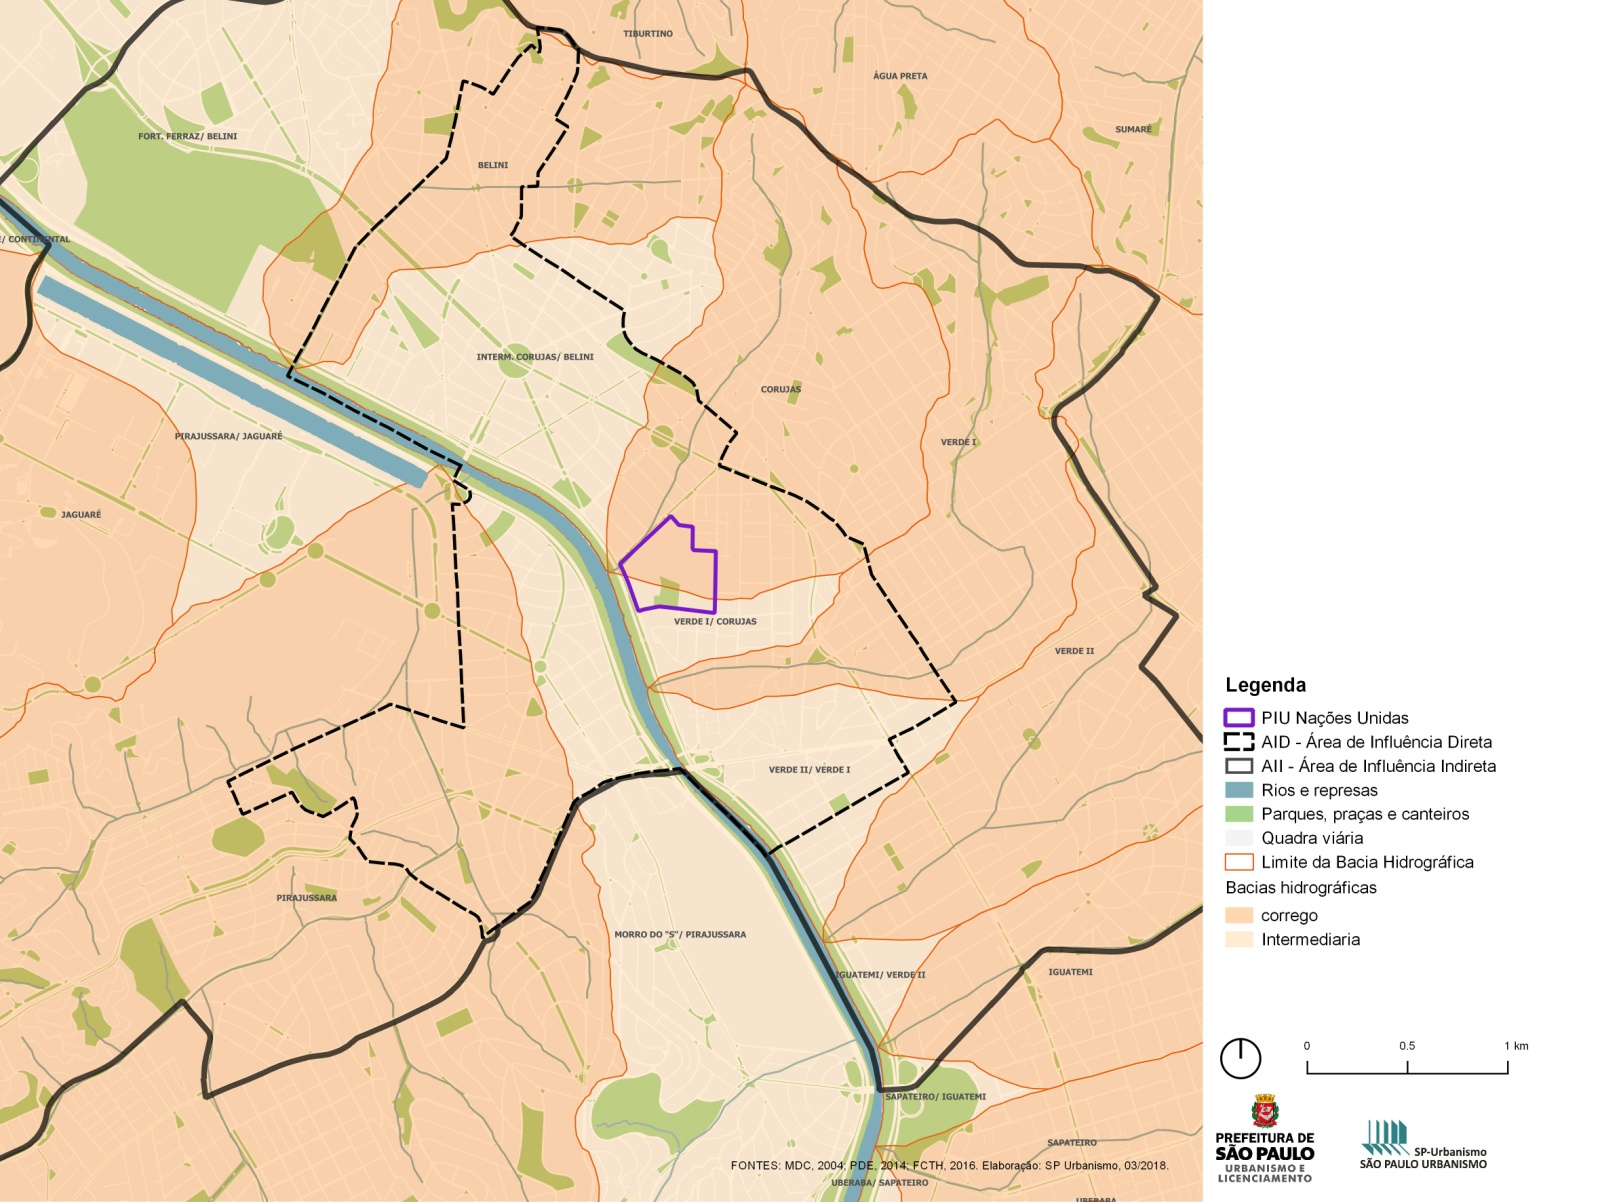 TIBURTINO
ÁGUA PRETA
SUMARÉ
FORT. FERRAZ/ BELINI
BELINI
/ CONTINENTAL
INTERM. CORUJAS/ BELINI
CORUJAS
PIRAJUSSARA/ JAGUARÉ
VERDE I
JAGUARÉ
VERDE I/ CORUJAS
VERDE II
VERDE II/ VERDE I
PIRAJUSSARA
MORRO DO "S"/ PIRAJUSSARA
IGUATEMI/ VERDE II
IGUATEMI
SAPATEIRO/ IGUATEMI
SAPATEIRO
FONTES: MDC, 2004; PDE, 2014; FCTH, 2016. Elaboração: SP Urbanismo, 03/2018.
UBERABA/ SAPATEIRO
UBERABA
Legenda
PIU Nações Unidas
AID - Área de Influência Direta
AII - Área de Influência Indireta
Rios e represas
Parques, praças e canteiros
Quadra viária
Limite da Bacia Hidrográfica
Bacias hidrográficas
corrego
Intermediaria
0 0.5 1 km
PREFEITURA DE
SÃO PAULO
URBANISMO E
LICENCIAMENTO
SP-Urbanismo
SÃO PAULO URBANISMO